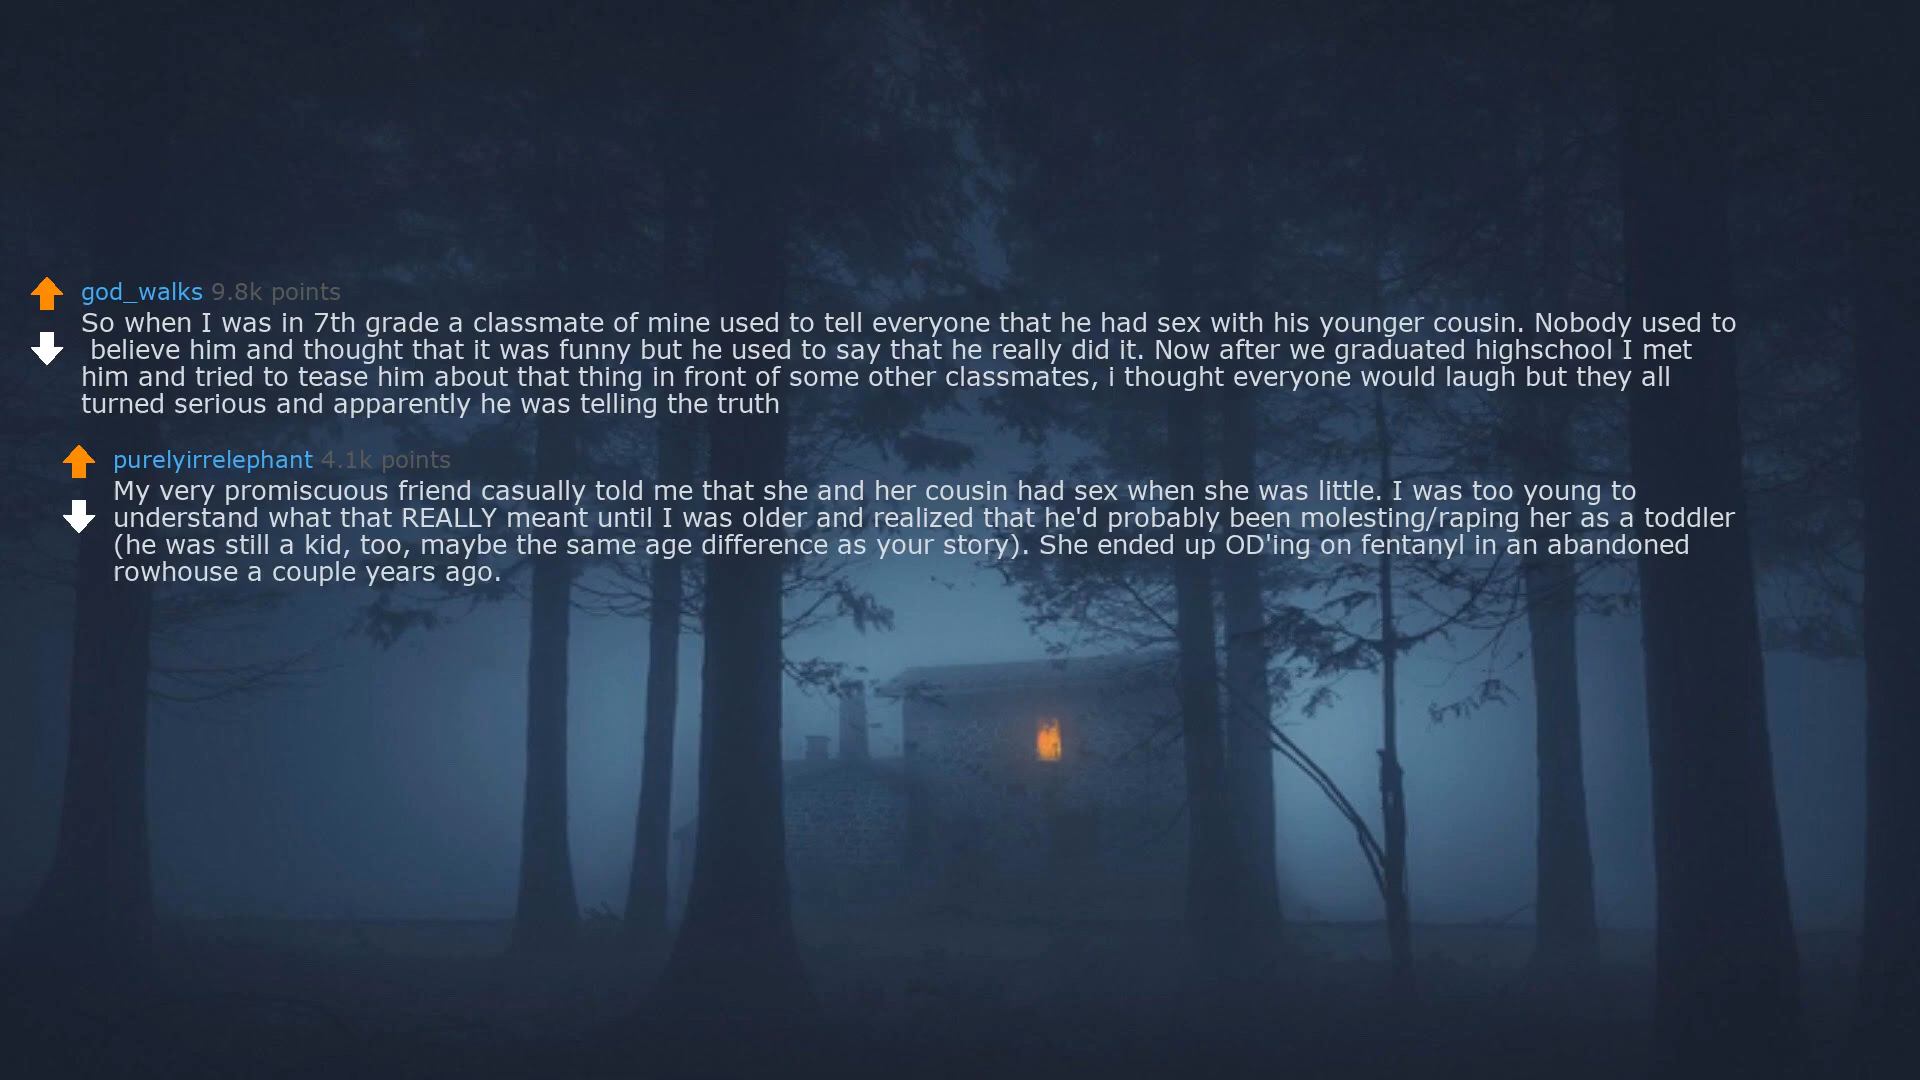 god_walks 9.8k points
So when I was in 7th grade a classmate of mine used to tell everyone that he had sex with his younger cousin. Nobody used to
believe him and thought that it was funny but he used to say that he really did it. Now after we graduated highschool I met
him and tried to tease him about that thing in front of some other classmates, i thought everyone would laugh but they all
turned serious and apparently he was telling the truth
purelyirrelephant 4.1k points
My very promiscuous friend casually told me that she and her cousin had sex when she was little. I was too young to
understand what that REALLY meant until I was older and realized that he'd probably been molesting/raping her as a toddler
(he was still a kid, too, maybe the same age difference as your story). She ended up OD'ing on fentanyl in an abandoned
rowhouse a couple years ago.